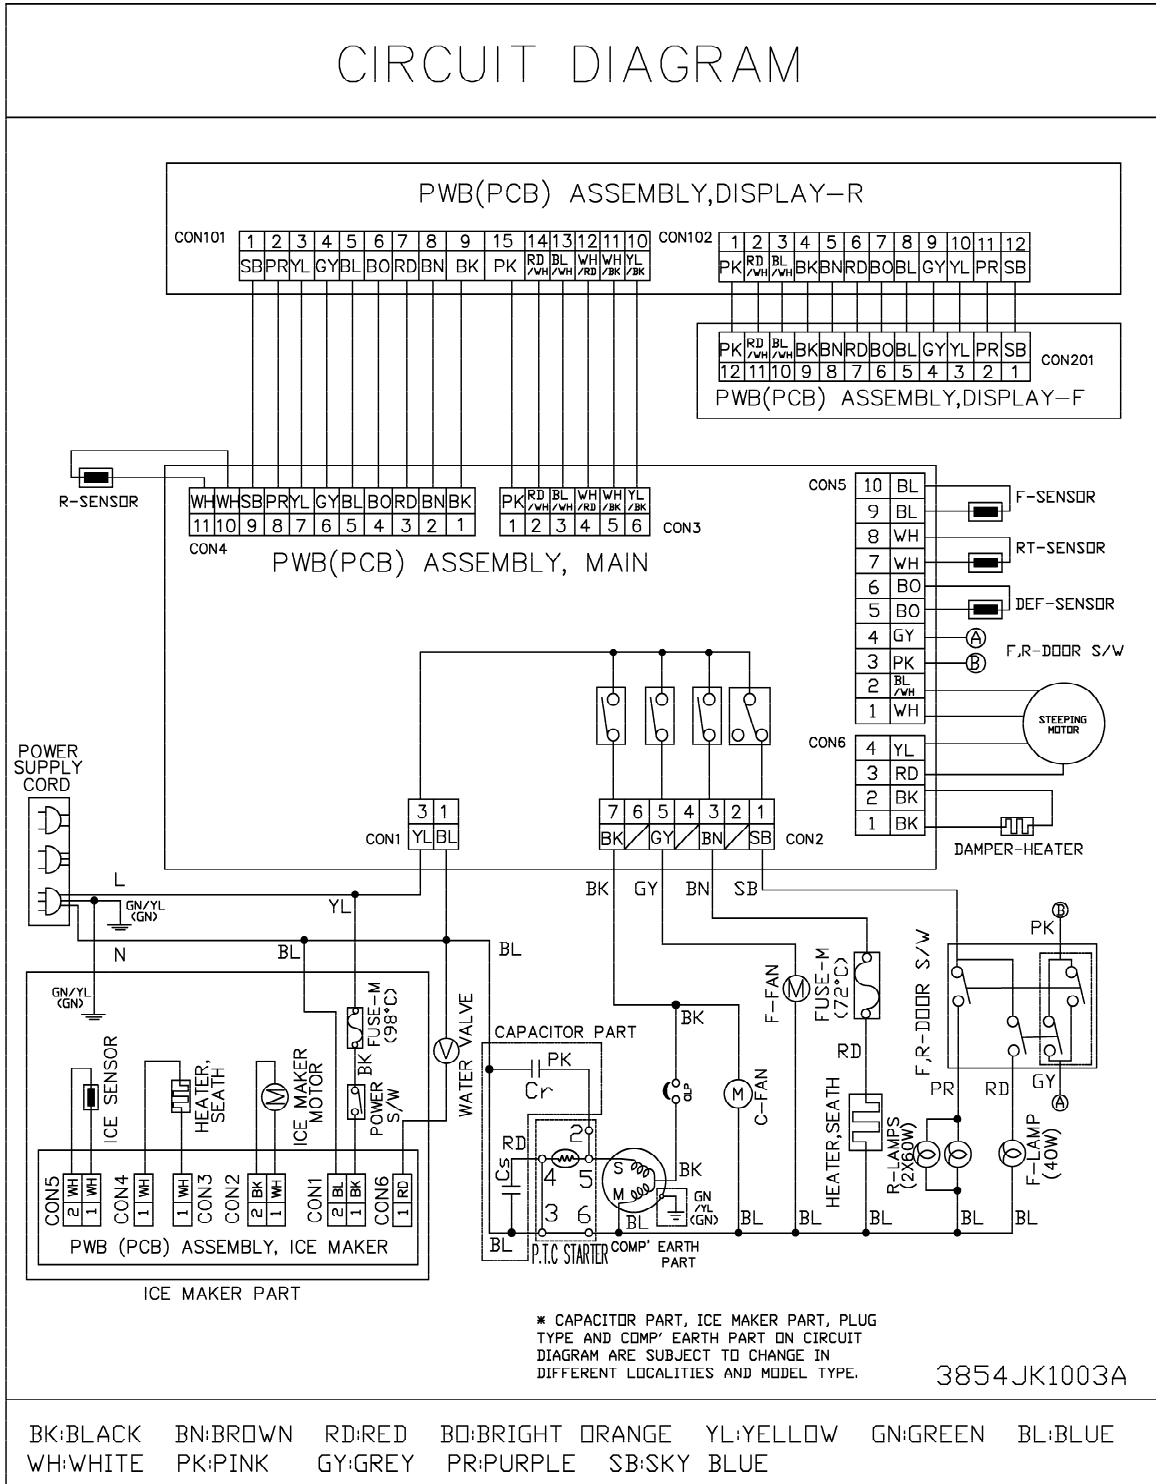 CIRCUIT DIAGRAM
PWB(PCB) ASSEMBLY,DISPLAY-R
CON101
1 2 3 4 5 6 7 8 9 15 14 13 12 11 10
SB PR YL GY BL BO RD BN BK PK RD/WH BL/WH WH/RD WH/BK YL/BK
CON102
1 2 3 4 5 6 7 8 9 10 11 12
PK RD/WH BL/WH BK BN RD BO BL GY YL PR SB
PK RD/WH BL/WH BK BN RD BO BL GY YL PR SB
12 11 10 9 8 7 6 5 4 3 2 1
CON201
PWB(PCB) ASSEMBLY,DISPLAY-F
R-SENSOR
WH WH SB PR YL GY BL BO RD BN BK
11 10 9 8 7 6 5 4 3 2 1
CON4
PK RD/WH BL/WH WH/RD WH/BK YL/BK
1 2 3 4 5 6
CON3
PWB(PCB) ASSEMBLY, MAIN
CON5
10 BL
9 BL
8 WH
7 WH
6 BO
5 BO
4 GY
3 PK
2 BL/WH
1 WH
F-SENSOR
RT-SENSOR
DEF-SENSOR
A
B
F,R-DOOR S/W
STEEPING
MOTOR
CON6
4 YL
3 RD
2 BK
1 BK
DAMPER-HEATER
POWER
SUPPLY
CORD
3 1
CON1 YL BL
7 6 5 4 3 2 1
BK GY BN SB
CON2
L
GN/YL
(GN)
N
YL
BL
BL
BK GY BN SB
GN/YL
(GN)
ICE SENSOR
HEATER,
SEATH
ICE MAKER
MOTOR
M
FUSE-M
(98°C)
BK
POWER
S/W
V
WATER VALVE
CON5
2 WH
1 WH
CON4
1 WH
1 WH
CON3
CON2
2 BK
1 WH
CON1
2 BL
1 BK
CON6
1 RD
PWB (PCB) ASSEMBLY, ICE MAKER
ICE MAKER PART
CAPACITOR PART
PK
Cr
RD
Cs
2
4 5
3 6
BL
P.T.C STARTER
S
M
BL
COMP' EARTH
PART
GN
/YL
(GN)
BK
OLP
BK
M
C-FAN
BL
F-FAN
M
BL
FUSE-M
(72°C)
RD
HEATER,SEATH
BL
F,R-DOOR S/W
B
PK
GY
A
PR
RD
R-LAMPS
(2X60W)
BL
F-LAMP
(40W)
BL
* CAPACITOR PART, ICE MAKER PART, PLUG
TYPE AND COMP' EARTH PART ON CIRCUIT
DIAGRAM ARE SUBJECT TO CHANGE IN
DIFFERENT LOCALITIES AND MODEL TYPE.
3854JK1003A
BK:BLACK BN:BROWN RD:RED BO:BRIGHT ORANGE YL:YELLOW GN:GREEN BL:BLUE
WH:WHITE PK:PINK GY:GREY PR:PURPLE SB:SKY BLUE